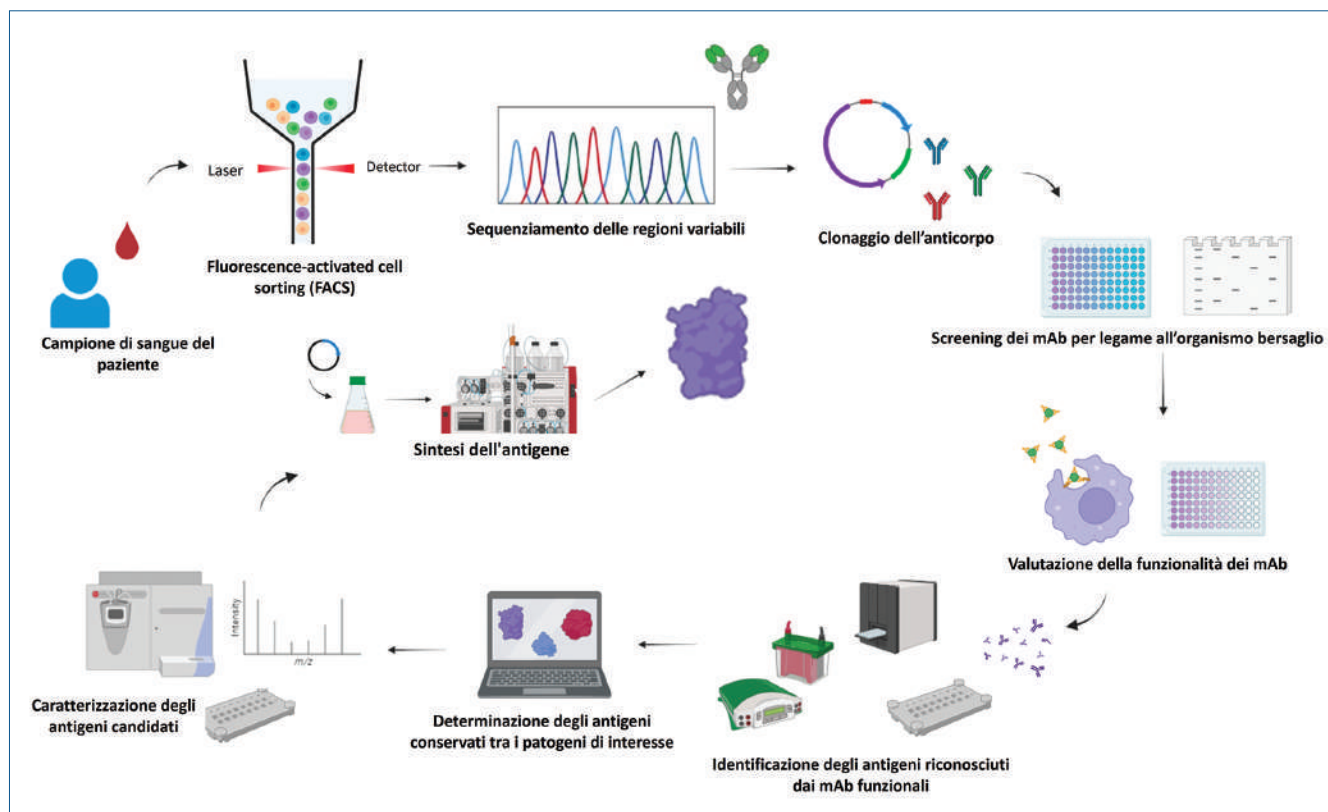 Laser
Detector
Fluorescence-activated cell
sorting (FACS)
Campione di sangue del
paziente
Sequenziamento delle regioni variabili
Clonaggio dell'anticorpo
Screening dei mAb per legame all'organismo bersaglio
Valutazione della funzionalità dei mAb
Identificazione degli antigeni riconosciuti
dai mAb funzionali
Determinazione degli antigeni
conservati tra i patogeni di interesse
Intensity
m/z
Caratterizzazione degli
antigeni candidati
Sintesi dell'antigene